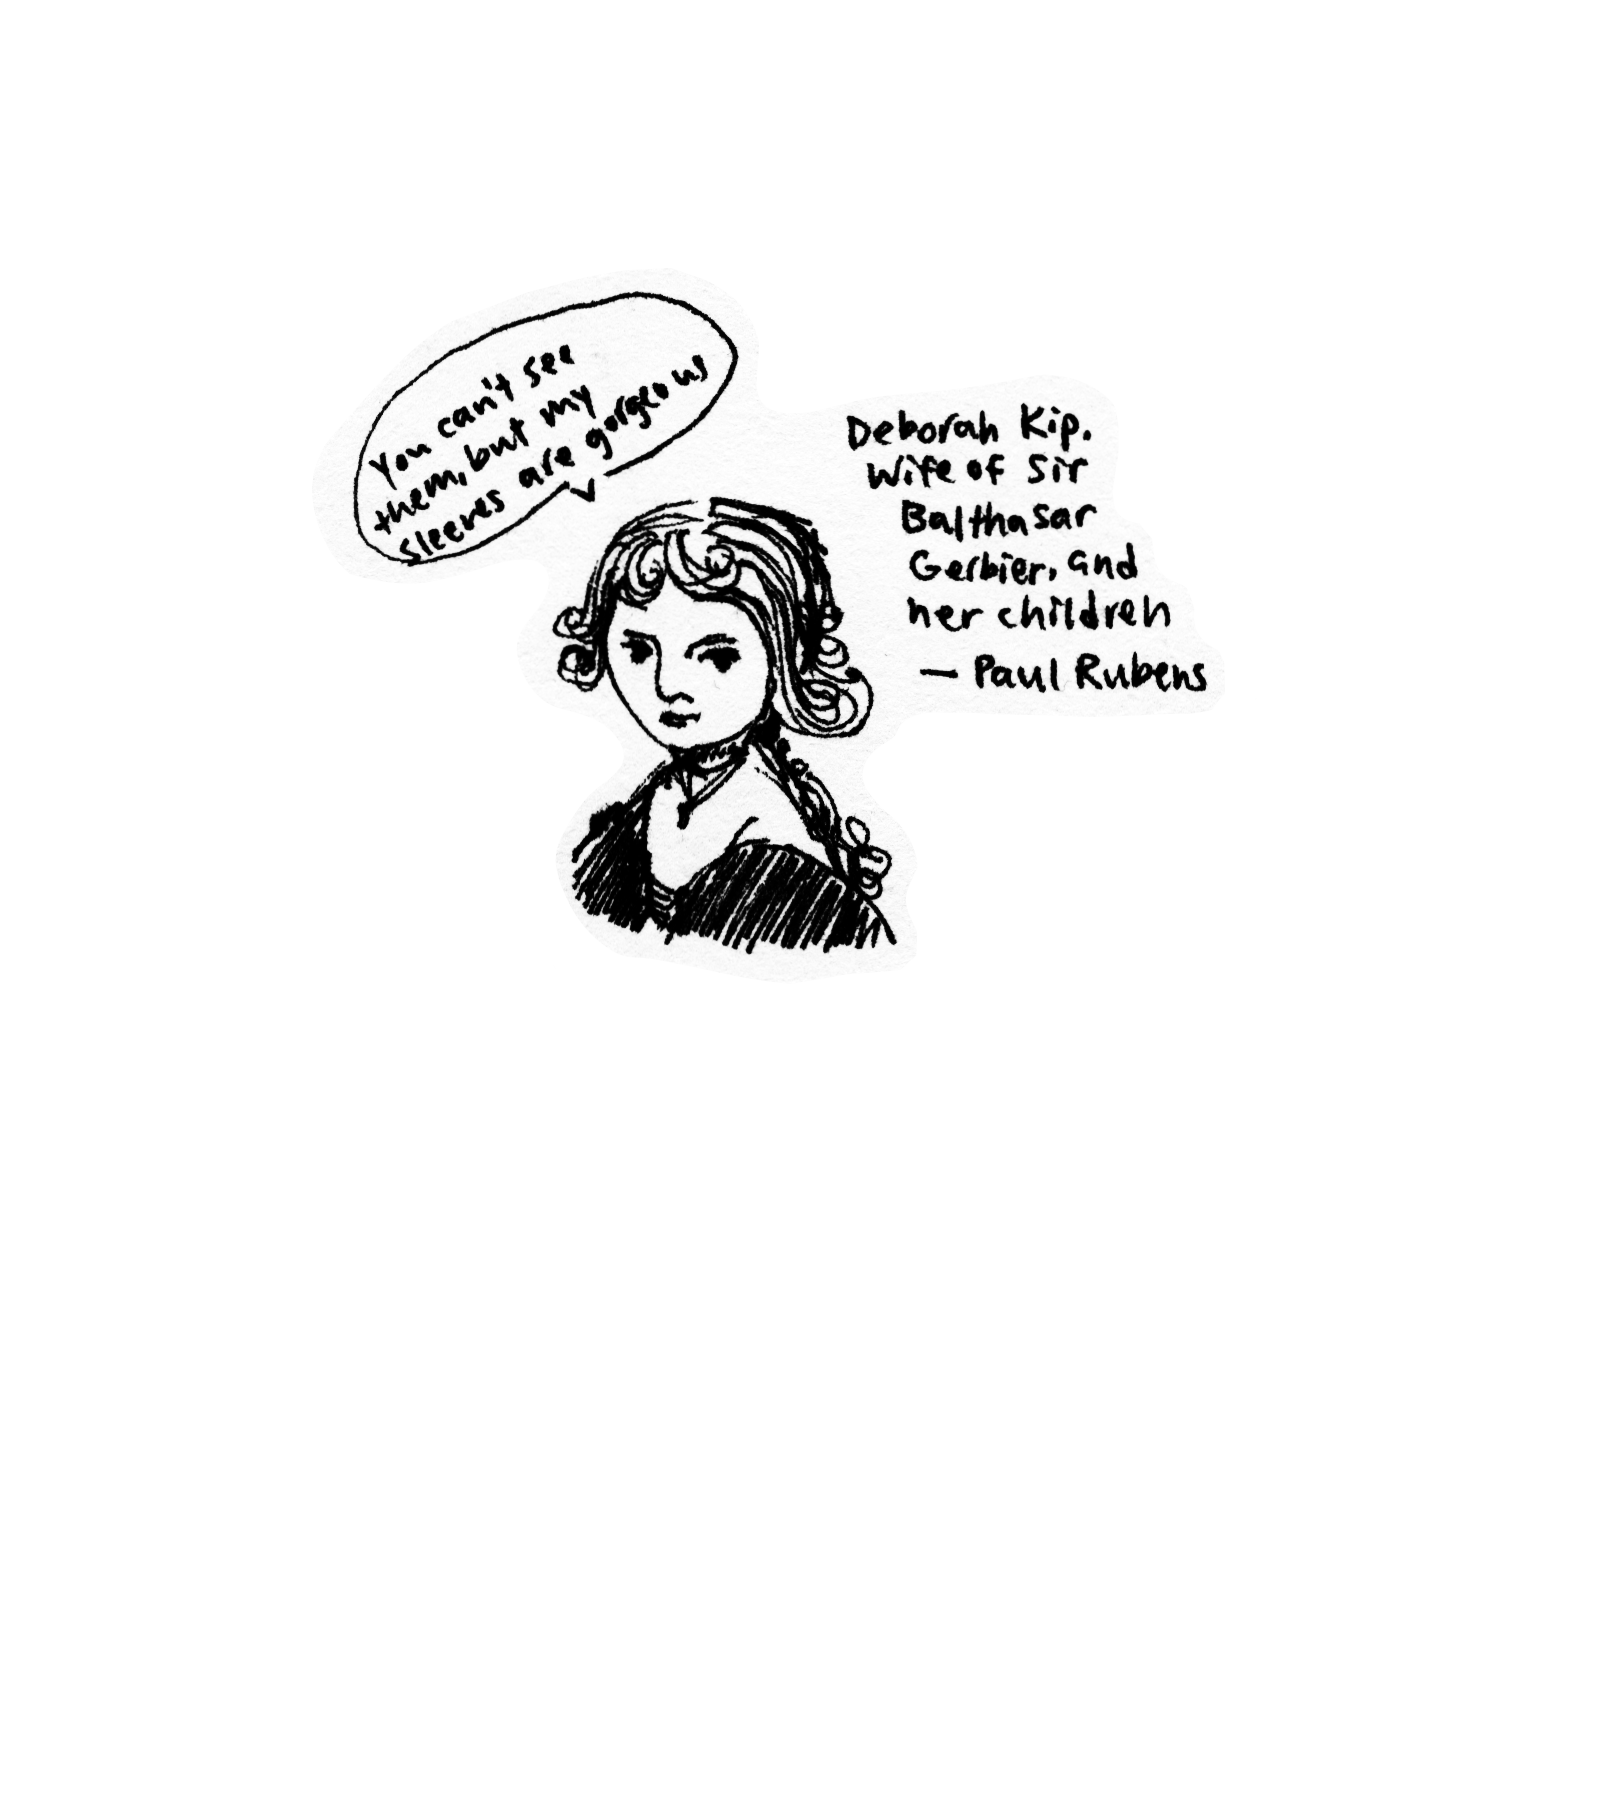 You can't see
them, but my
sleeves are gorgeous
Deborah Kip,
Wife of Sir
Balthasar
Gerbier, and
her children
— Paul Rubens